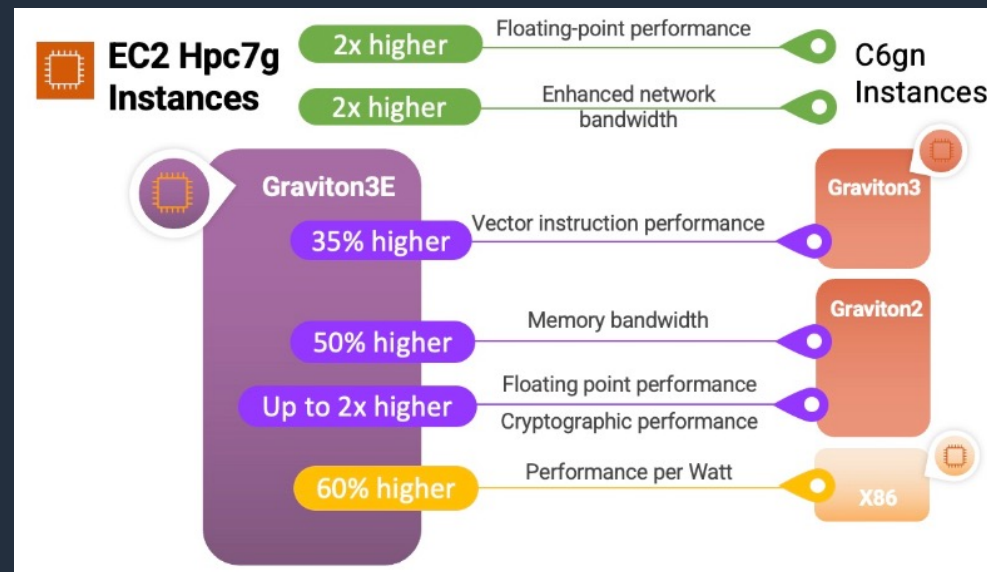 EC2 Hpc7g
Instances
2x higher
Floating-point performance
C6gn
Instances
2x higher
Enhanced network
bandwidth
Graviton3E
Graviton3
35% higher
Vector instruction performance
Graviton2
50% higher
Memory bandwidth
Up to 2x higher
Floating point performance
Cryptographic performance
60% higher
Performance per Watt
X86